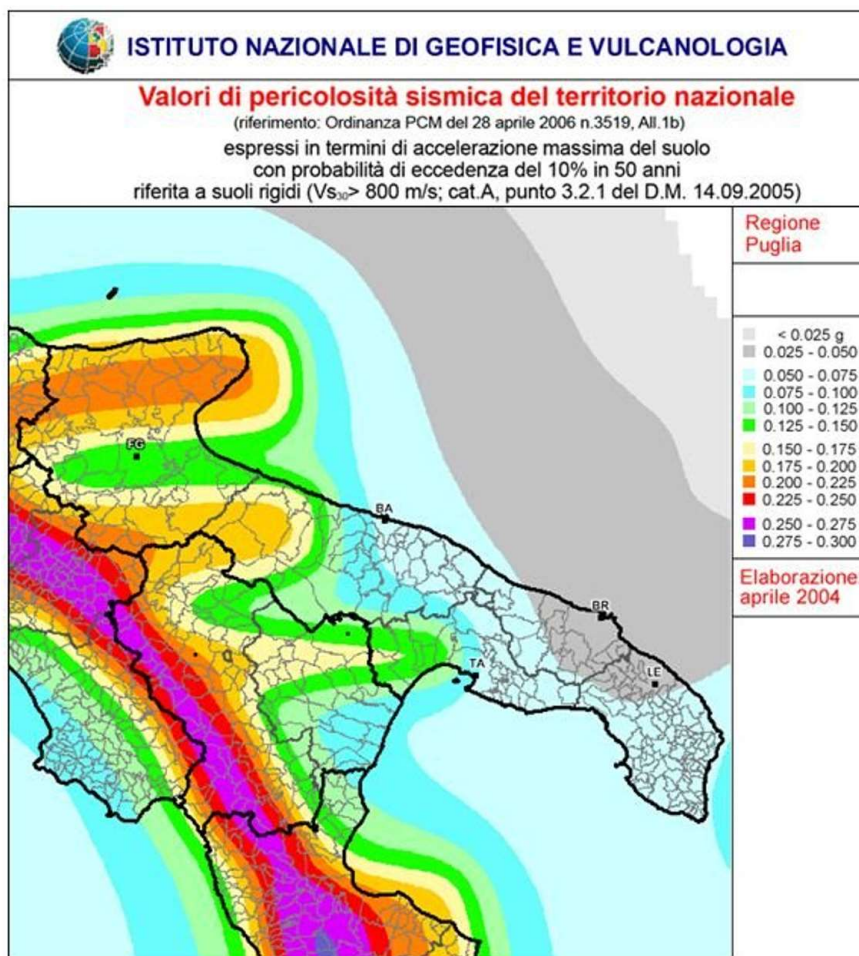 ISTITUTO NAZIONALE DI GEOFISICA E VULCANOLOGIA
Valori di pericolosità sismica del territorio nazionale
(riferimento: Ordinanza PCM del 28 aprile 2006 n.3519, All.1b)
espressi in termini di accelerazione massima del suolo
con probabilità di eccedenza del 10% in 50 anni
riferita a suoli rigidi (Vs₃₀> 800 m/s; cat.A, punto 3.2.1 del D.M. 14.09.2005)
Regione
Puglia
< 0.025 g
0.025 - 0.050
0.050 - 0.075
0.075 - 0.100
0.100 - 0.125
0.125 - 0.150
0.150 - 0.175
0.175 - 0.200
0.200 - 0.225
0.225 - 0.250
0.250 - 0.275
0.275 - 0.300
Elaborazione
aprile 2004
FG
BA
BR
TA
LE